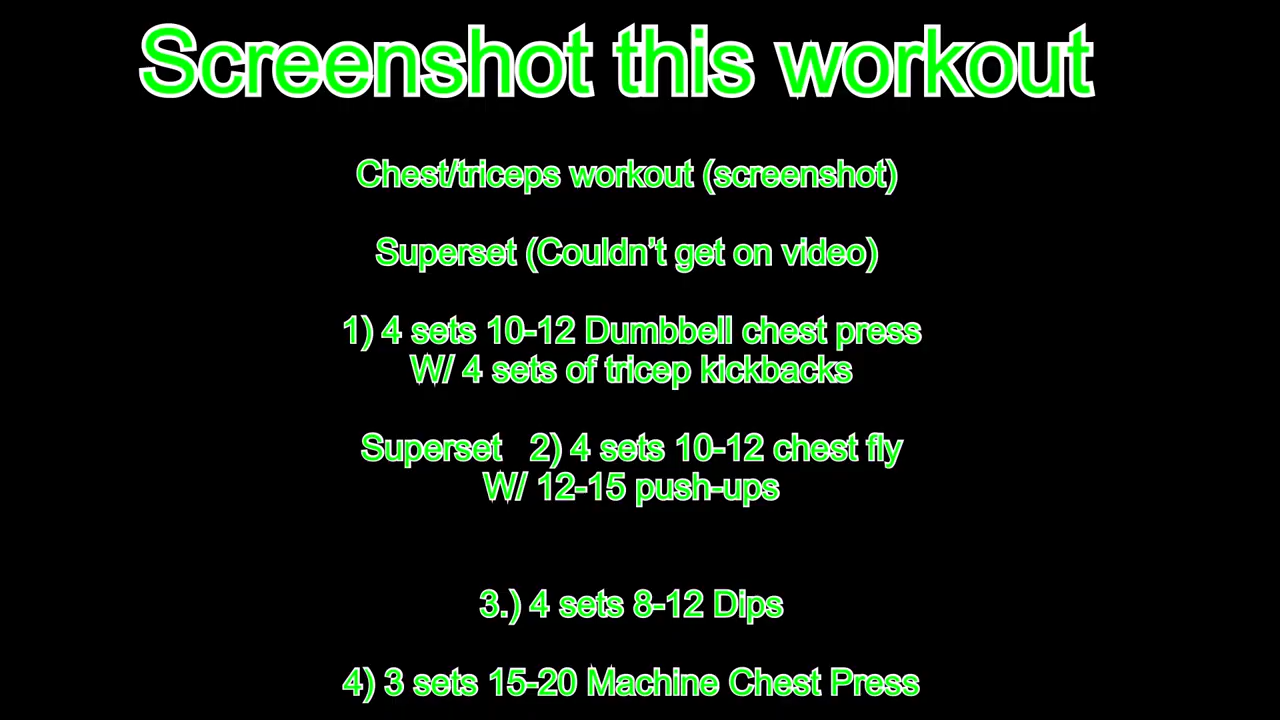 Screenshot this workout
Chest/triceps workout (screenshot)
Superset (Couldn’t get on video)
1) 4 sets 10-12 Dumbbell chest press
W/ 4 sets of tricep kickbacks
Superset   2) 4 sets 10-12 chest fly
W/ 12-15 push-ups
3.) 4 sets 8-12 Dips
4) 3 sets 15-20 Machine Chest Press